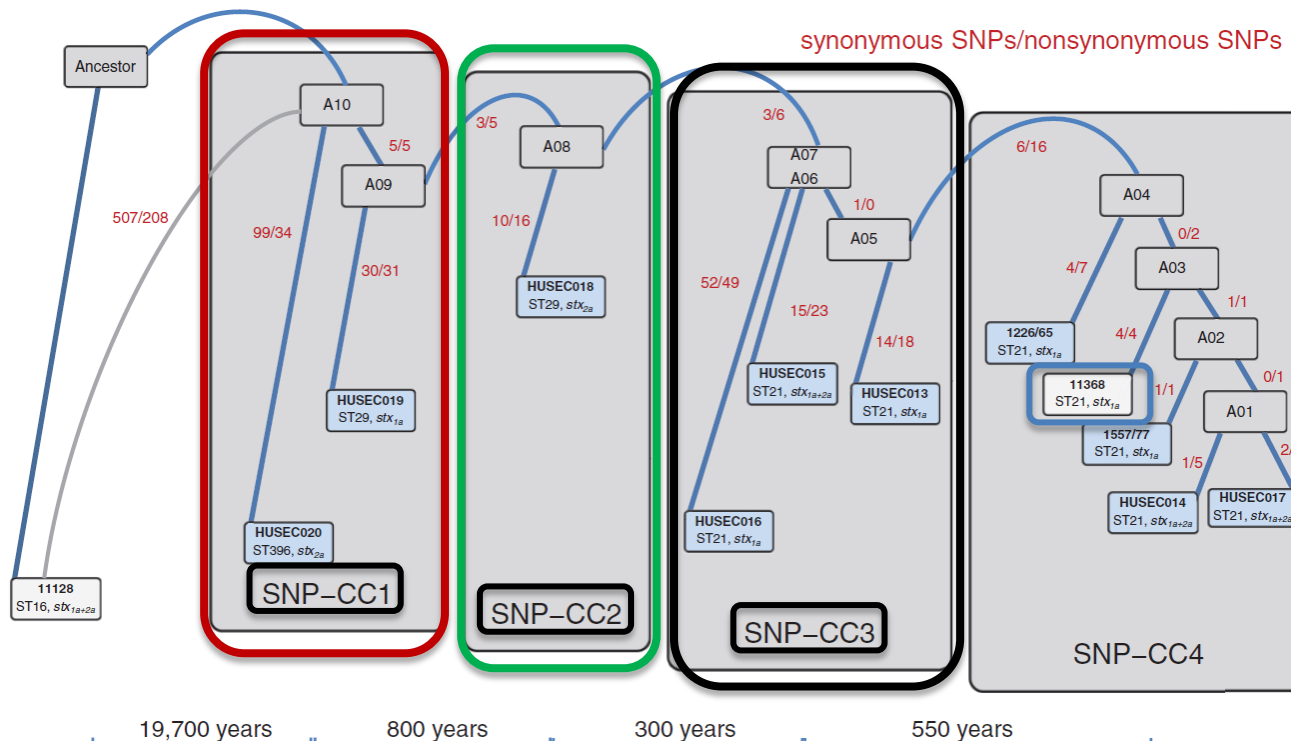 synonymous SNPs/nonsynonymous SNPs
Ancestor
507/208
11128
ST16, stx1a+2a
A10
5/5
A09
99/34
30/31
HUSEC019
ST29, stx1a
HUSEC020
ST396, stx2a
SNP–CC1
3/5
A08
10/16
HUSEC018
ST29, stx2a
SNP–CC2
3/6
A07
A06
1/0
A05
52/49
15/23
14/18
HUSEC015
ST21, stx1a+2a
HUSEC013
ST21, stx1a
HUSEC016
ST21, stx1a
SNP–CC3
6/16
A04
0/2
A03
4/7
1/1
4/4
A02
1226/65
ST21, stx1a
11368
ST21, stx1a
1/1
0/1
A01
1557/77
ST21, stx1a
1/5
2/
HUSEC014
ST21, stx1a+2a
HUSEC017
ST21, stx1a+2a
SNP–CC4
19,700 years
800 years
300 years
550 years